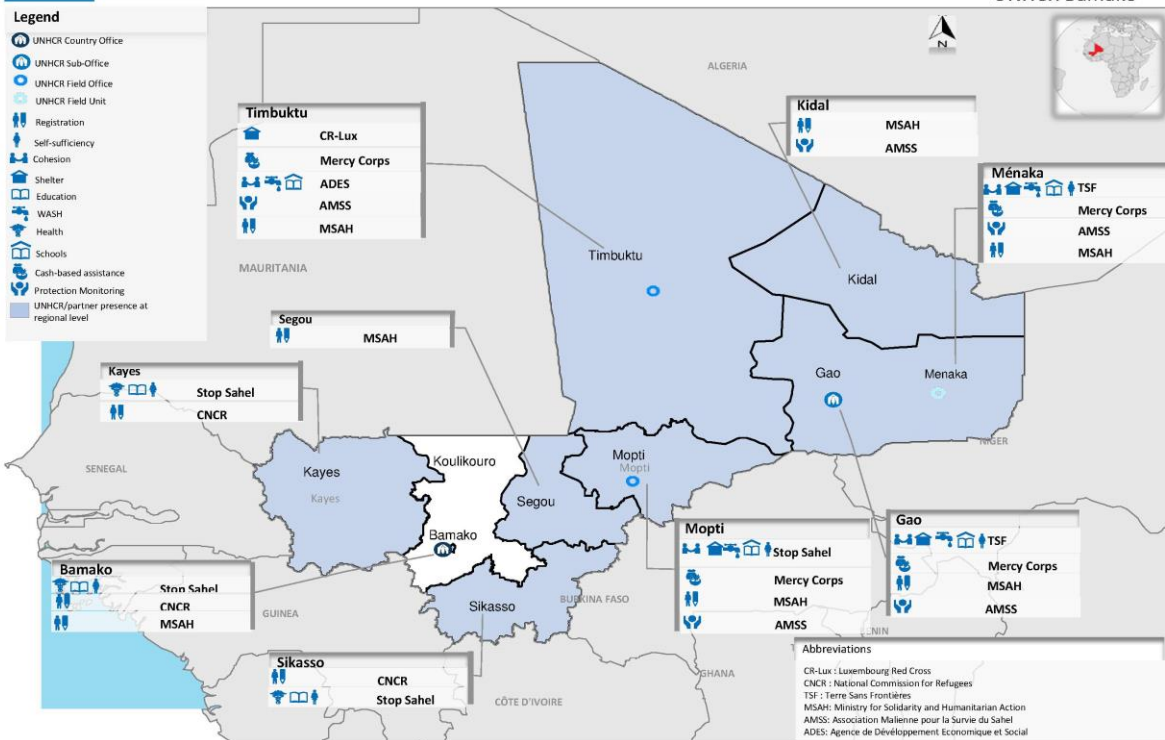 UNHCR Bamako
Legend
UNHCR Country Office
UNHCR Sub-Office
UNHCR Field Office
UNHCR Field Unit
Registration
Self-sufficiency
Cohesion
Shelter
Education
WASH
Health
Schools
Cash-based assistance
Protection Monitoring
UNHCR/partner presence at
regional level
N
ALGERIA
MAURITANIA
SENEGAL
GUINEA
CÔTE D'IVOIRE
GHANA
BURKINA FASO
NIGER
Timbuktu
CR-Lux
Mercy Corps
ADES
AMSS
MSAH
Kidal
MSAH
AMSS
Ménaka
TSF
Mercy Corps
AMSS
MSAH
Segou
MSAH
Kayes
Stop Sahel
CNCR
Timbuktu
Kidal
Gao
Menaka
Mopti
Mopti
Segou
Koulikouro
Kayes
Kayes
Bamako
Sikasso
Bamako
Stop Sahel
CNCR
MSAH
Sikasso
CNCR
Stop Sahel
Mopti
Stop Sahel
Mercy Corps
MSAH
AMSS
Gao
TSF
Mercy Corps
MSAH
AMSS
Abbreviations
CR-Lux : Luxembourg Red Cross
CNCR : National Commission for Refugees
TSF : Terre Sans Frontières
MSAH: Ministry for Solidarity and Humanitarian Action
AMSS: Association Malienne pour la Survie du Sahel
ADES: Agence de Dévéloppement Economique et Social